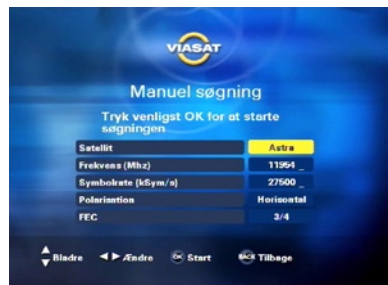 VIASAT
Manuel søgning
Tryk venligst OK for at starte
søgningen
Satellit Astra
Frekvens (Mhz) 11954 _
Symbolrate (kSym/s) 27500 _
Polarisation Horisontal
FEC 3/4
Bladre Ændre OK Start BACK Tilbage